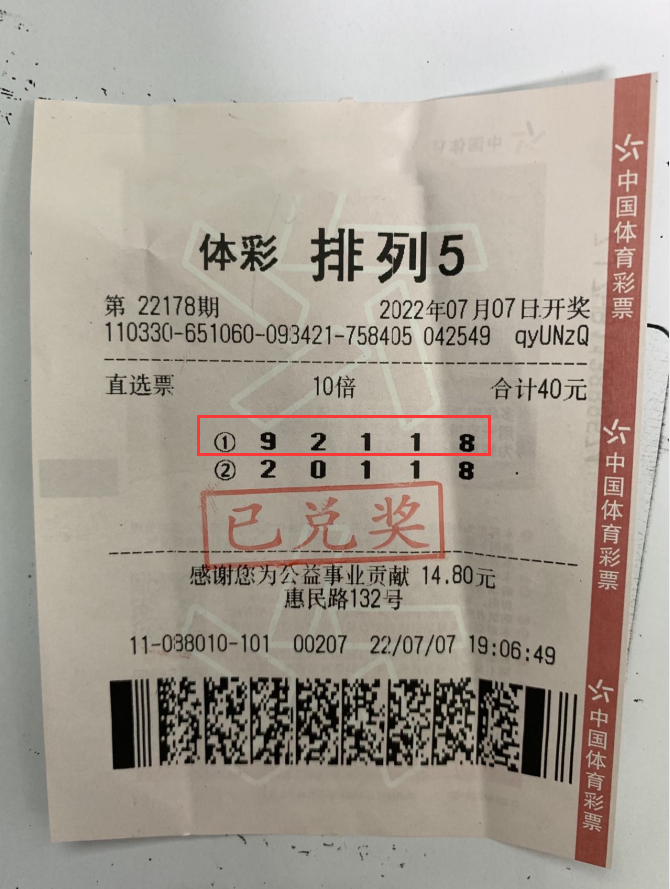 体彩 排列5
第 22178期 2022年07月07日开奖
110330-651060-093421-758405 042549 qyUNzQ
直选票 10倍 合计40元
① 9 2 1 1 8
② 2 0 1 1 8
已兑奖
感谢您为公益事业贡献 14.80元
惠民路132号
11-088010-101 00207 22/07/07 19:06:49
中国体育彩票
中国体育彩票
中国体育彩票